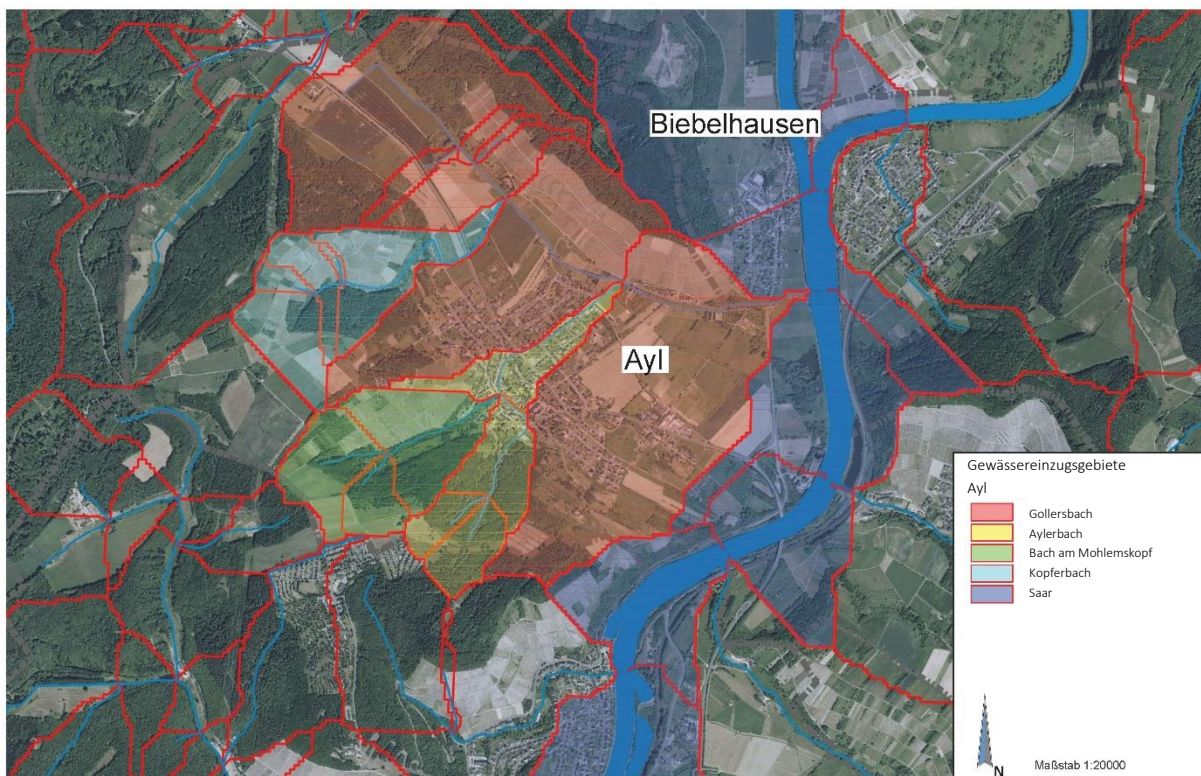 Biebelhausen
Ayl
Gewässereinzugsgebiete
Ayl
Gollersbach
Aylerbach
Bach am Mohlemskopf
Kopferbach
Saar
N
Maßstab 1:20000